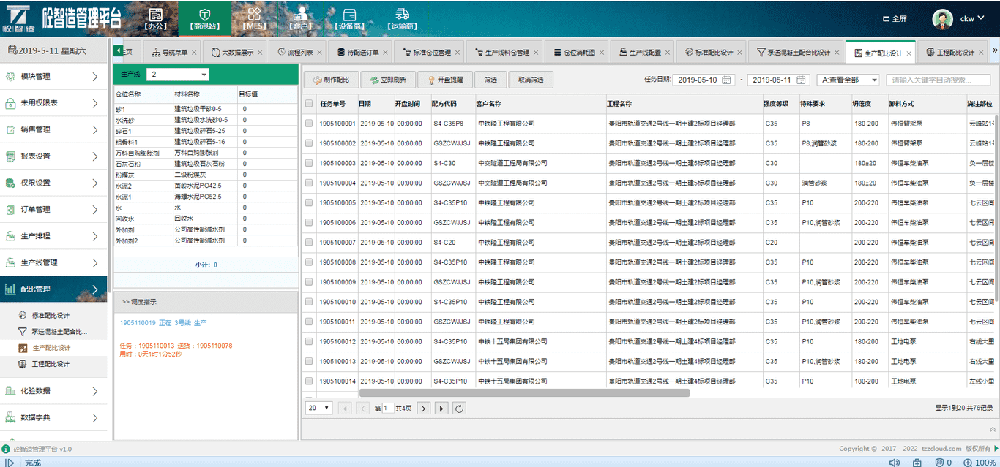 砼智造 砼智造管理平台 【办公】 【商混站】 【MES】 【客户】 【设备商】 【运输商】 全屏 ckw
2019-5-11 星期六 主页 导航菜单 大数据展示 流程列表 待配送订单 标准仓位管理 生产线料仓管理 仓位消耗图 生产线配置 标准配比设计 泵送混凝土配合比设计 生产配比设计 工程配比设计
模块管理
未用权限表
销售管理
报表设置
权限设置
订单管理
生产排程
生产线管理
配比管理
标准配比设计
泵送混凝土配合比...
生产配比设计
工程配比设计
化验数据
数据字典
生产线: 2
仓位名称 材料名称 目标值
砂1 建筑垃圾干砂0-5 0
水洗砂 建筑垃圾水洗砂0-5 0
碎石1 建筑垃圾碎石5-25 0
粗骨料1 建筑垃圾碎石5-16 0
万科自购膨胀剂 万科自购膨胀剂 0
石灰石粉 建筑垃圾石灰石粉 0
粉煤灰 二级粉煤灰 0
水泥2 苗岭水泥P.O42.5 0
水泥1 海螺水泥P.O52.5 0
水 水 0
回收水 回收水 0
外加剂 公司高性能减水剂 0
外加剂2 公司高性能减水剂 0
小计: 0
>> 调度指示
1905110019 正在 3号线 生产
任务：1905110013 送货：1905110078
用时：0天1时1分52秒
制作配比 立即刷新 开盘提醒 筛选 取消筛选 任务日期: 2019-05-10 - 2019-05-11 A:查看全部 请输入关键字自动搜索...
任务单号 日期 开盘时间 配方代码 客户名称 工程名称 强度等级 特殊要求 坍落度 卸料方式 浇注部位
1905100001 2019-05-10 00:00:00 S4-C35P8 中铁隆工程有限公司 贵阳市轨道交通2号线一期土建2标项目经理部 C35 P8 180-200 伟恒臂架泵 云峰站1号
1905100002 2019-05-10 00:00:00 GSZCWJJSJ 中铁隆工程有限公司 贵阳市轨道交通2号线一期土建2标项目经理部 C35 P8,润管砂浆 180-200 伟恒臂架泵 云峰站1号
1905100003 2019-05-10 00:00:00 S4-C30 中交隧道工程局有限公司 贵阳市轨道交通2号线一期土建5标项目经理部 C30 180±20 伟恒车柴油泵 负一层楼
1905100004 2019-05-10 00:00:00 GSZCWJJSJ 中交隧道工程局有限公司 贵阳市轨道交通2号线一期土建5标项目经理部 C30 润管砂浆 180±20 伟恒车柴油泵 负一层楼
1905100005 2019-05-10 00:00:00 S4-C35P10 中铁隆工程有限公司 贵阳市轨道交通2号线一期土建2标项目经理部 C35 P10 200-220 伟恒车柴油泵 七云区间
1905100006 2019-05-10 00:00:00 GSZCWJJSJ 中铁隆工程有限公司 贵阳市轨道交通2号线一期土建2标项目经理部 C35 P10,润管砂浆 200-220 伟恒车柴油泵 七云区间
1905100007 2019-05-10 00:00:00 S4-C20 中铁隆工程有限公司 贵阳市轨道交通2号线一期土建2标项目经理部 C20 200-220 伟恒车柴油泵 七云区间
1905100008 2019-05-10 00:00:00 S4-C35P10 中铁隆工程有限公司 贵阳市轨道交通2号线一期土建2标项目经理部 C35 P10 200-220 伟恒车柴油泵 七云区间
1905100009 2019-05-10 00:00:00 GSZCWJJSJ 中铁隆工程有限公司 贵阳市轨道交通2号线一期土建2标项目经理部 C35 P10,润管砂浆 200-220 伟恒车柴油泵 七云区间
1905100010 2019-05-10 00:00:00 S4-C35P10 中铁隆工程有限公司 贵阳市轨道交通2号线一期土建2标项目经理部 C35 P10 200-220 伟恒车柴油泵 七云区间
1905100011 2019-05-10 00:00:00 GSZCWJJSJ 中铁隆工程有限公司 贵阳市轨道交通2号线一期土建2标项目经理部 C35 P10,润管砂浆 200-220 伟恒车柴油泵 七云区间
1905100012 2019-05-10 00:00:00 S4-C35P10 中铁十五局集团有限公司 贵阳市轨道交通2号线一期土建4标项目经理部 C35 P10 180-200 工地电泵 右线大里
1905100013 2019-05-10 00:00:00 GSZCWJJSJ 中铁十五局集团有限公司 贵阳市轨道交通2号线一期土建4标项目经理部 C35 P10,润管砂浆 180-200 工地电泵 右线大里
1905100014 2019-05-10 00:00:00 S4-C35P10 中铁十五局集团有限公司 贵阳市轨道交通2号线一期土建4标项目经理部 C35 P10 180-200 工地电泵 左线小里
20 第 1 共4页 显示1到20,共76记录
砼智造管理平台 v1.0 Copyright © 2017 - 2022 tzzcloud.com 版权所有
完成 0 100%